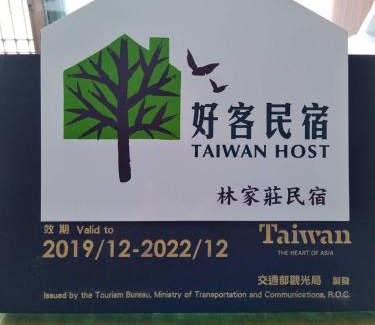 好客民宿
TAIWAN HOST
林家莊民宿
效期 Valid to
2019/12-2022/12
Taiwan
THE HEART OF ASIA
交通部觀光局 製發
Issued by the Tourism Bureau, Ministry of Transportation and Communications, R.O.C.